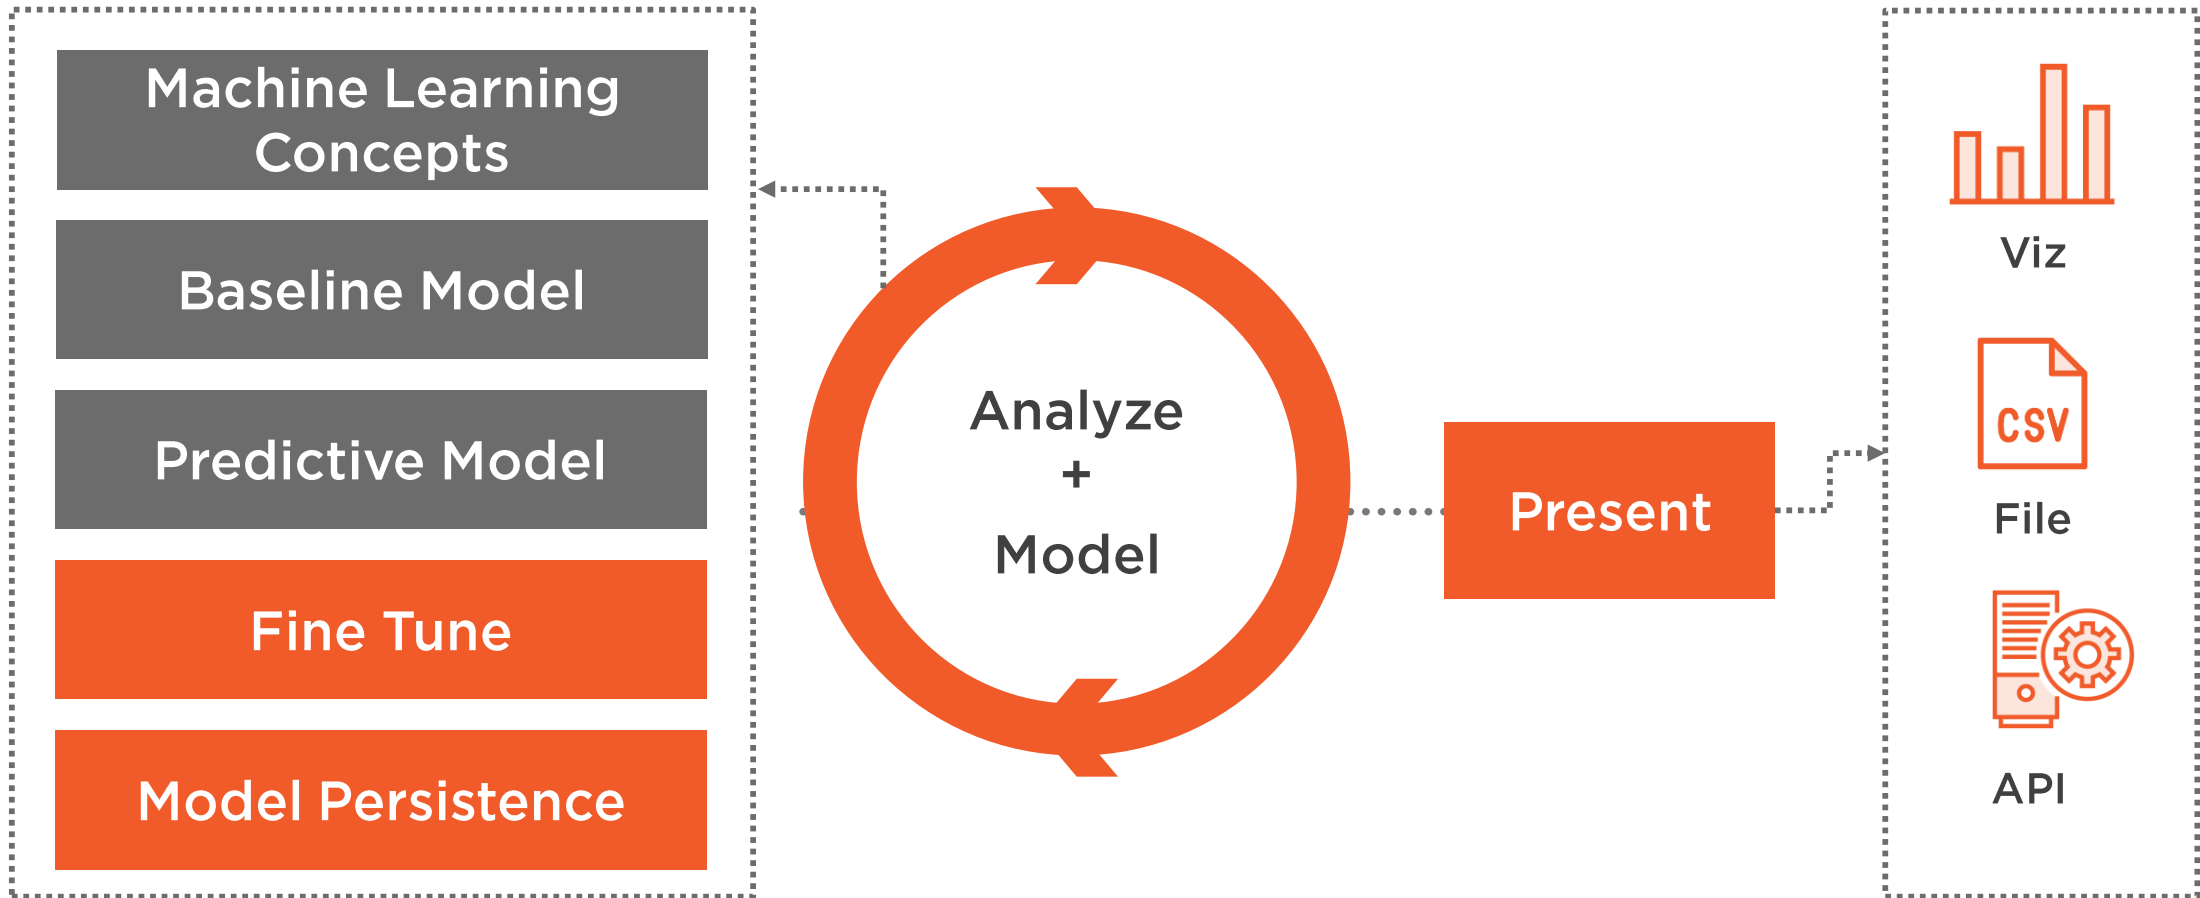 Machine Learning
Concepts
Baseline Model
Predictive Model
Fine Tune
Model Persistence
Analyze
+
Model
Present
Viz
CSV
File
API